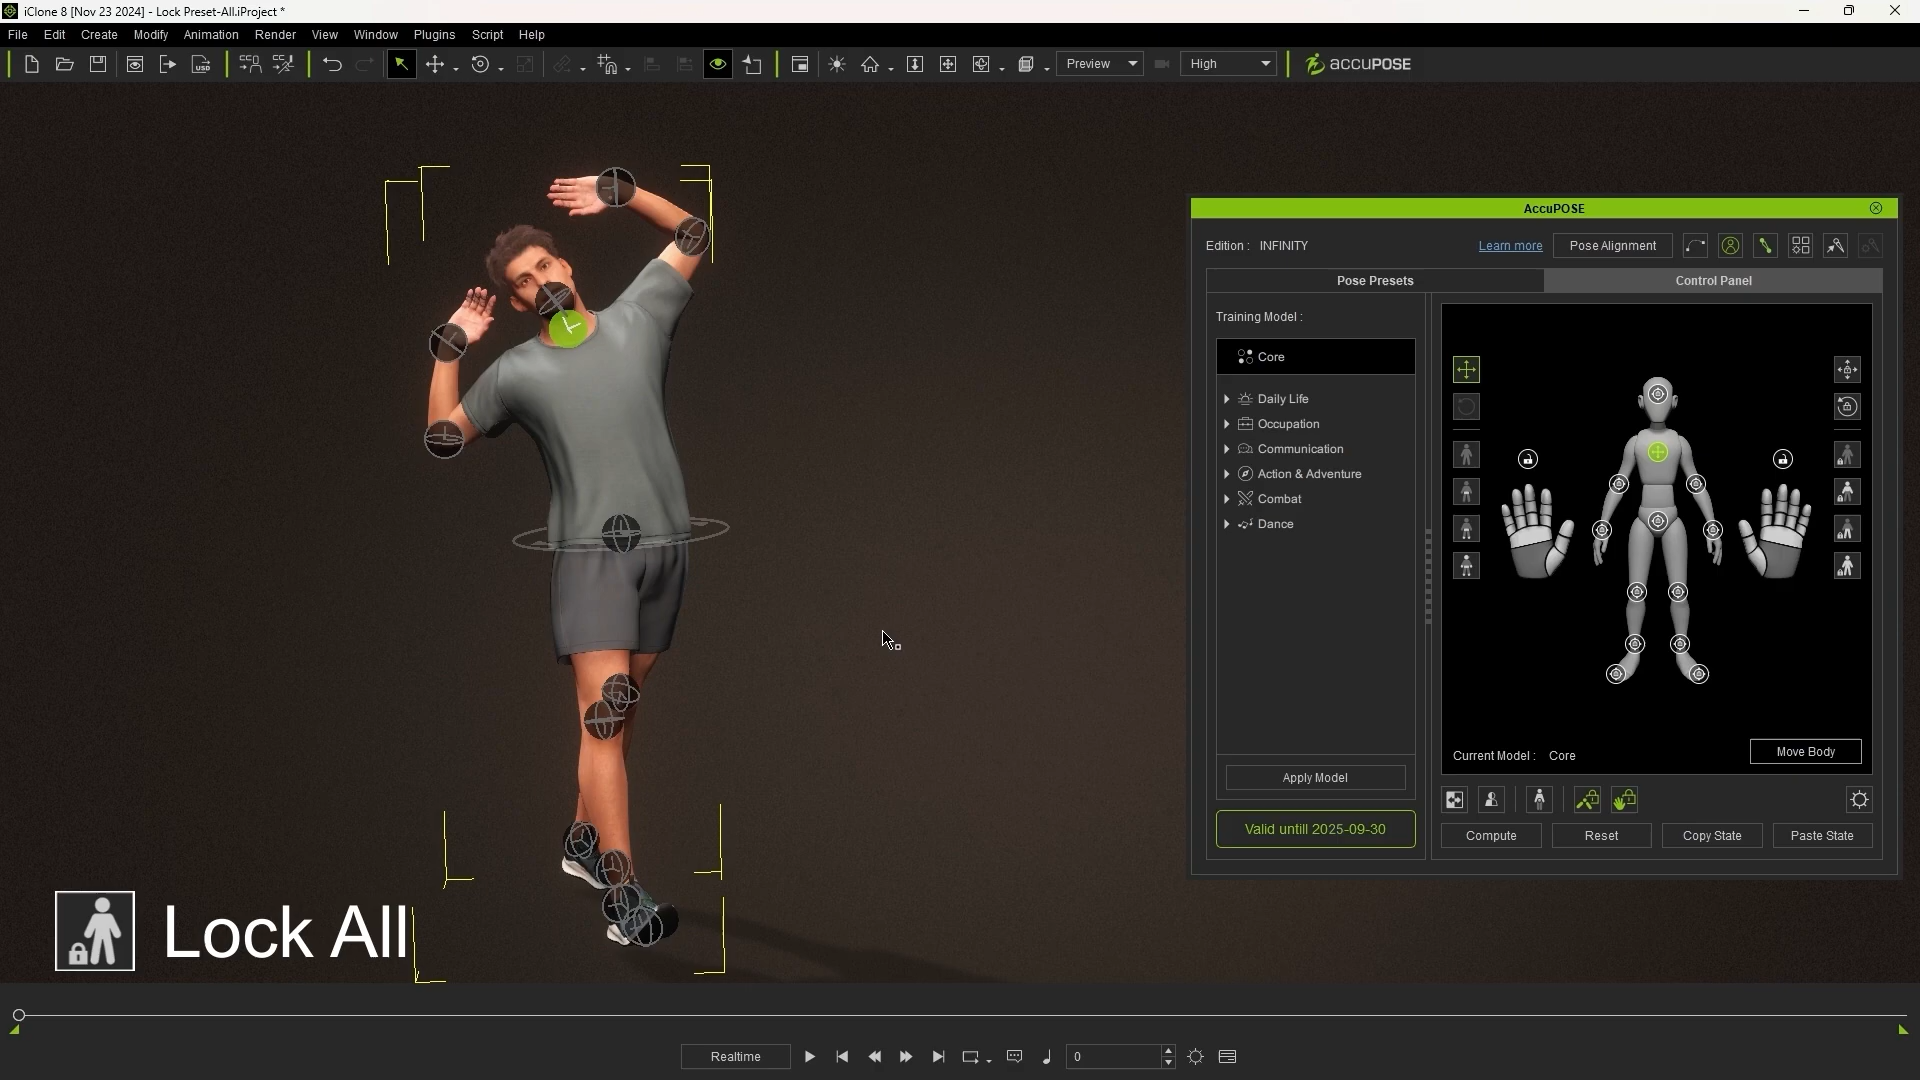 iClone 8 [Nov 23 2024] - Lock Preset-All.iProject *
File Edit Create Modify Animation Render View Window Plugins Script Help
USD Preview High accuPOSE
AccuPOSE
Edition : INFINITY Learn more Pose Alignment
Pose Presets Control Panel
Training Model :
Core
Daily Life
Occupation
Communication
Action & Adventure
Combat
Dance
Current Model : Core Move Body
Apply Model
Valid untill 2025-09-30
Compute Reset Copy State Paste State
Lock All
Realtime 0